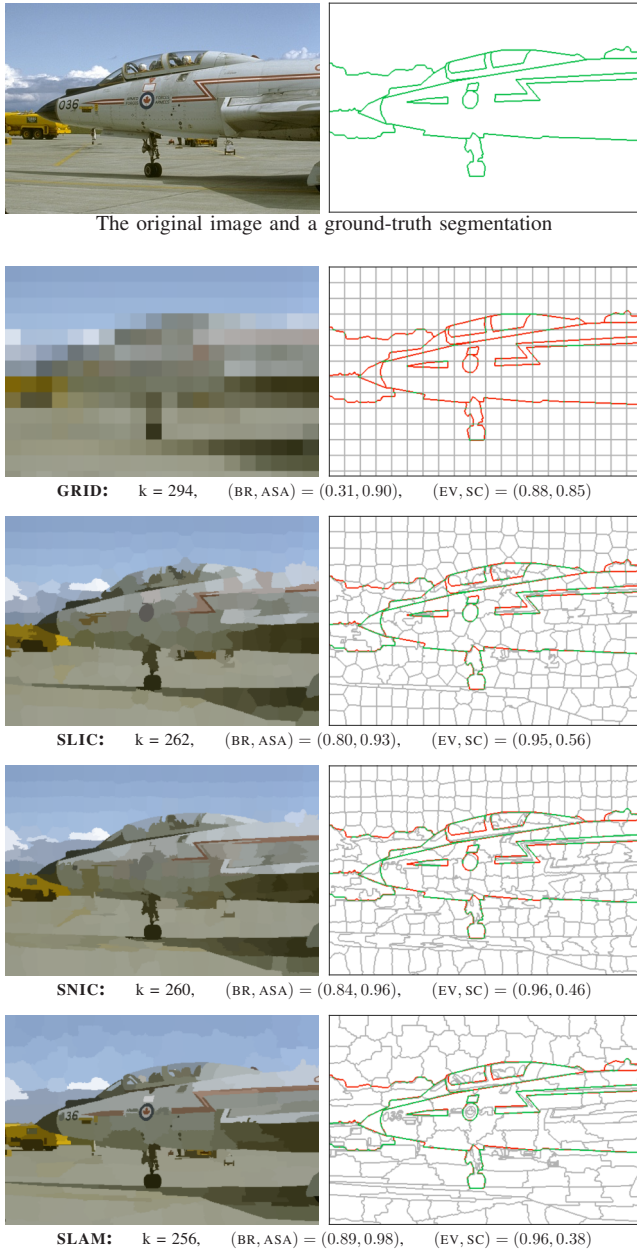 036
The original image and a ground-truth segmentation
GRID: k = 294, (BR, ASA) = (0.31, 0.90), (EV, SC) = (0.88, 0.85)
SLIC: k = 262, (BR, ASA) = (0.80, 0.93), (EV, SC) = (0.95, 0.56)
SNIC: k = 260, (BR, ASA) = (0.84, 0.96), (EV, SC) = (0.96, 0.46)
036
036
SLAM: k = 256, (BR, ASA) = (0.89, 0.98), (EV, SC) = (0.96, 0.38)